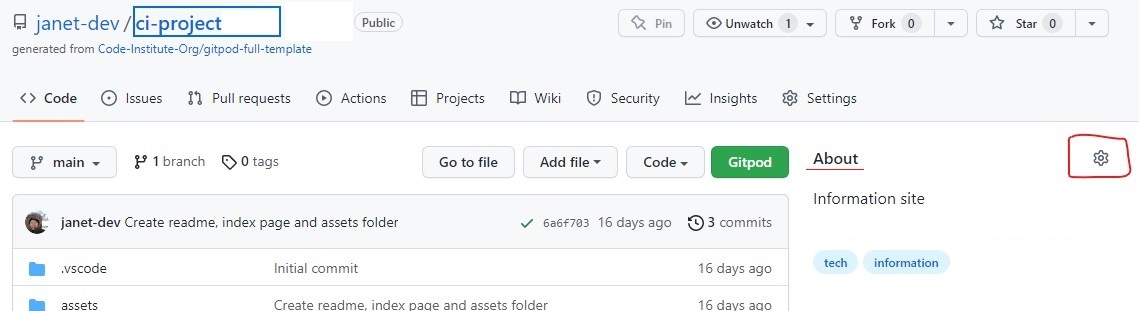 janet-dev / ci-project Public Pin Unwatch 1 Fork 0 Star 0
generated from Code-Institute-Org/gitpod-full-template
Code Issues Pull requests Actions Projects Wiki Security Insights Settings
main 1 branch 0 tags Go to file Add file Code Gitpod
janet-dev Create readme, index page and assets folder 6a6f703 16 days ago 3 commits
.vscode Initial commit 16 days ago
assets Create readme, index page and assets folder 16 days ago
About
Information site
tech information